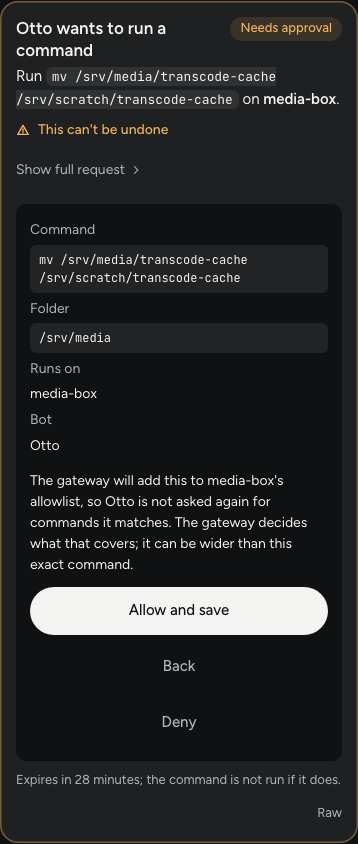 Otto wants to run a
command
Needs approval
Run mv /srv/media/transcode-cache
/srv/scratch/transcode-cache on media-box.
This can't be undone
Show full request
Command
mv /srv/media/transcode-cache
/srv/scratch/transcode-cache
Folder
/srv/media
Runs on
media-box
Bot
Otto
The gateway will add this to media-box's
allowlist, so Otto is not asked again for
commands it matches. The gateway decides
what that covers; it can be wider than this
exact command.
Allow and save
Back
Deny
Expires in 28 minutes; the command is not run if it does.
Raw